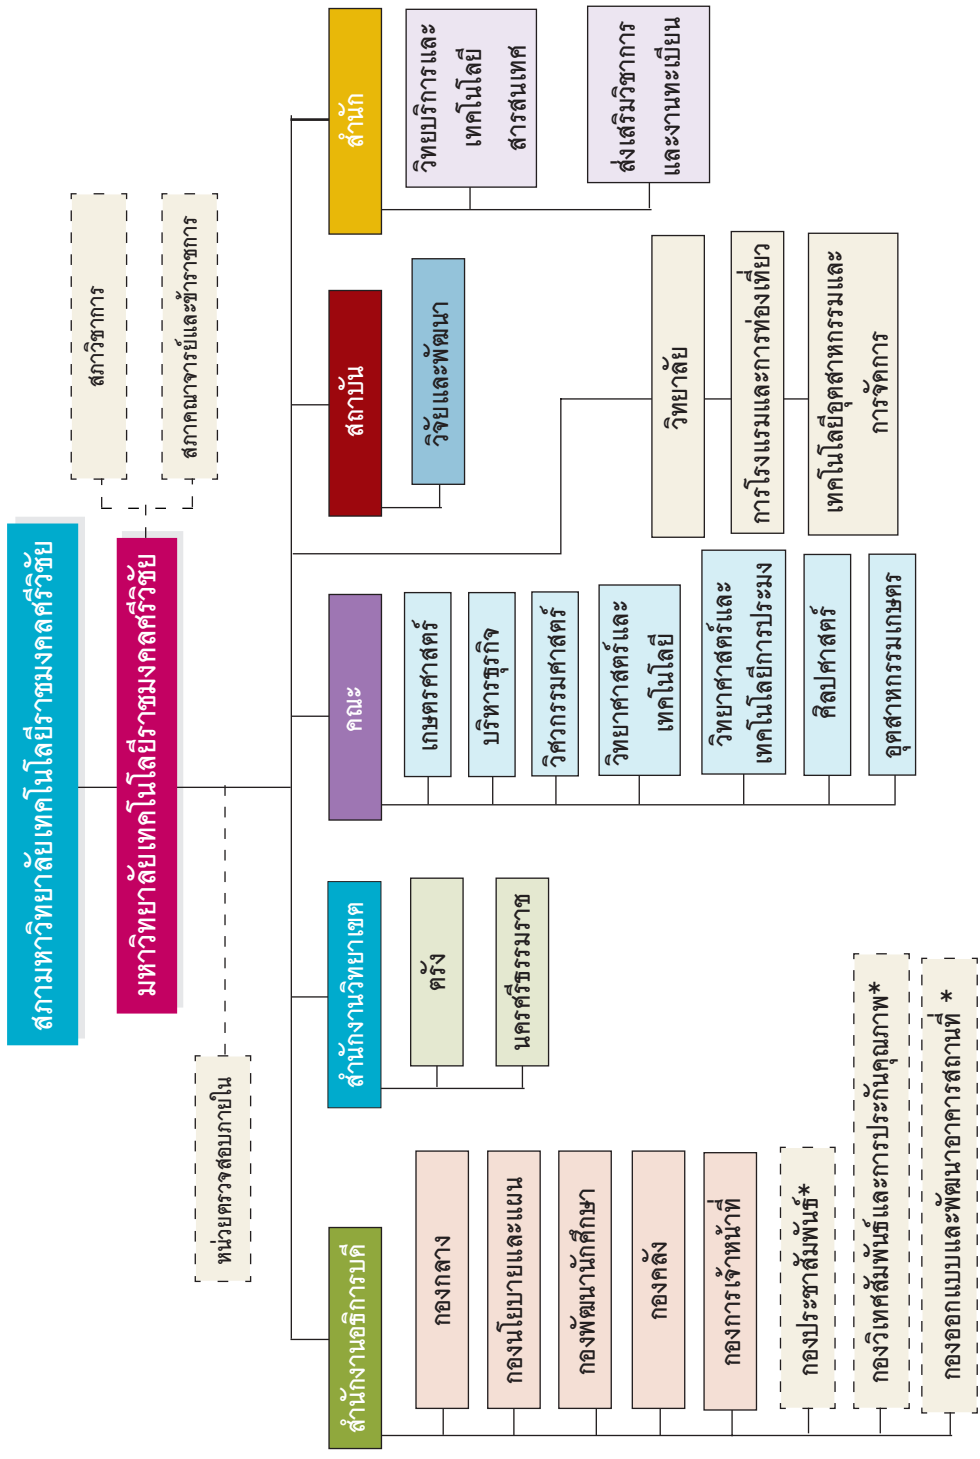 สภามหาวิทยาลัยเทคโนโลยีราชมงคลศรีวิชัย
มหาวิทยาลัยเทคโนโลยีราชมงคลศรีวิชัย
สภาวิชาการ
สภาคณาจารย์และข้าราชการ
หน่วยตรวจสอบภายใน
สำนักงานอธิการบดี
กองกลาง
กองนโยบายและแผน
กองพัฒนานักศึกษา
กองคลัง
กองการเจ้าหน้าที่
กองประชาสัมพันธ์*
กองวิเทศสัมพันธ์และการประกันคุณภาพ*
กองออกแบบและพัฒนาอาคารสถานที่ *
สำนักงานวิทยาเขต
ตรัง
นครศรีธรรมราช
คณะ
เกษตรศาสตร์
บริหารธุรกิจ
วิศวกรรมศาสตร์
วิทยาศาสตร์และ
เทคโนโลยี
วิทยาศาสตร์และ
เทคโนโลยีการประมง
ศิลปศาสตร์
อุตสาหกรรมเกษตร
วิทยาลัย
การโรงแรมและการท่องเที่ยว
เทคโนโลยีอุตสาหกรรมและ
การจัดการ
สถาบัน
วิจัยและพัฒนา
สำนัก
วิทยบริการและ
เทคโนโลยี
สารสนเทศ
ส่งเสริมวิชาการ
และงานทะเบียน